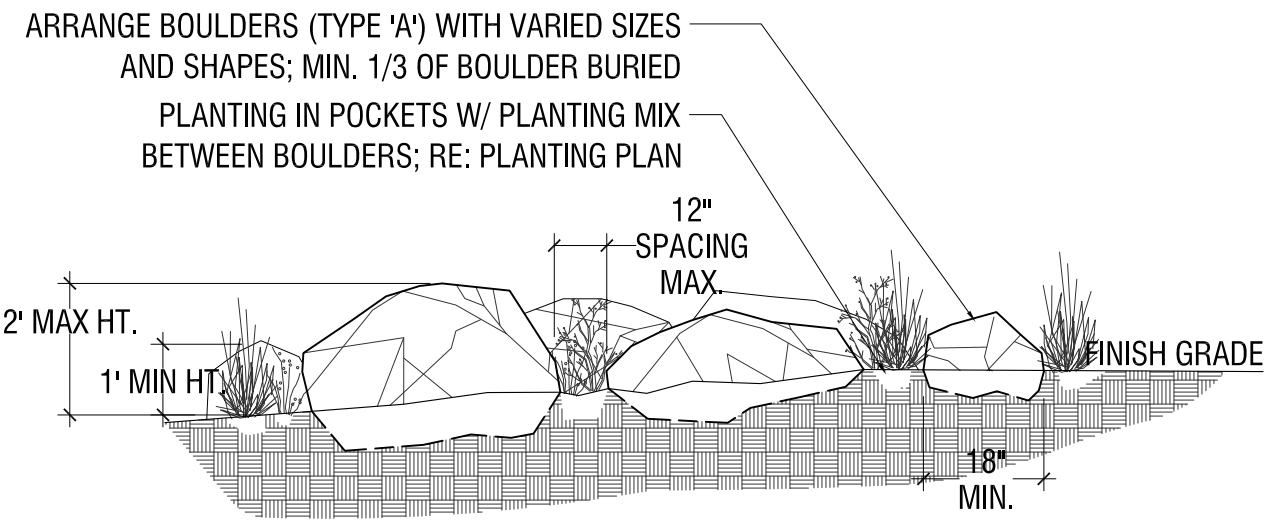 ARRANGE BOULDERS (TYPE 'A') WITH VARIED SIZES
AND SHAPES; MIN. 1/3 OF BOULDER BURIED
PLANTING IN POCKETS W/ PLANTING MIX
BETWEEN BOULDERS; RE: PLANTING PLAN
12"
SPACING
MAX.
2' MAX HT.
1' MIN HT.
FINISH GRADE
18"
MIN.